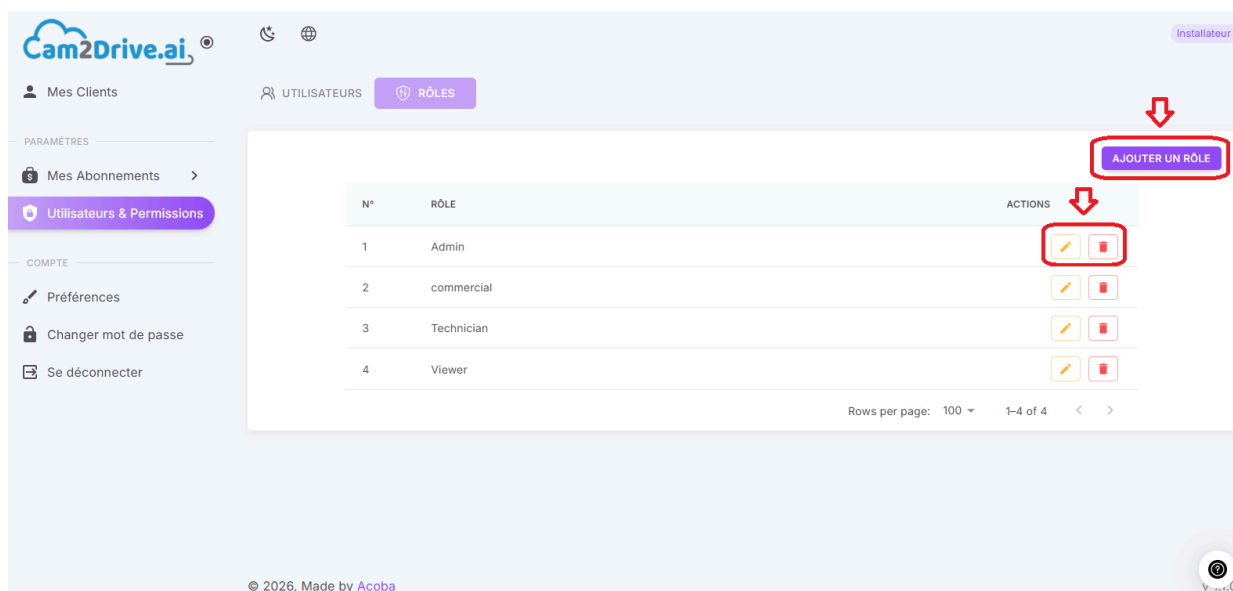 Cam2Drive.ai
Installateur
Mes Clients
UTILISATEURS
RÔLES
PARAMÉTRES
AJOUTER UN RÔLE
Mes Abonnements
Utilisateurs & Permissions
N° RÔLE ACTIONS
1 Admin
2 commercial
3 Technician
4 Viewer
COMPTE
Préférences
Changer mot de passe
Se déconnecter
Rows per page: 100 1–4 of 4
© 2026, Made by Acoba